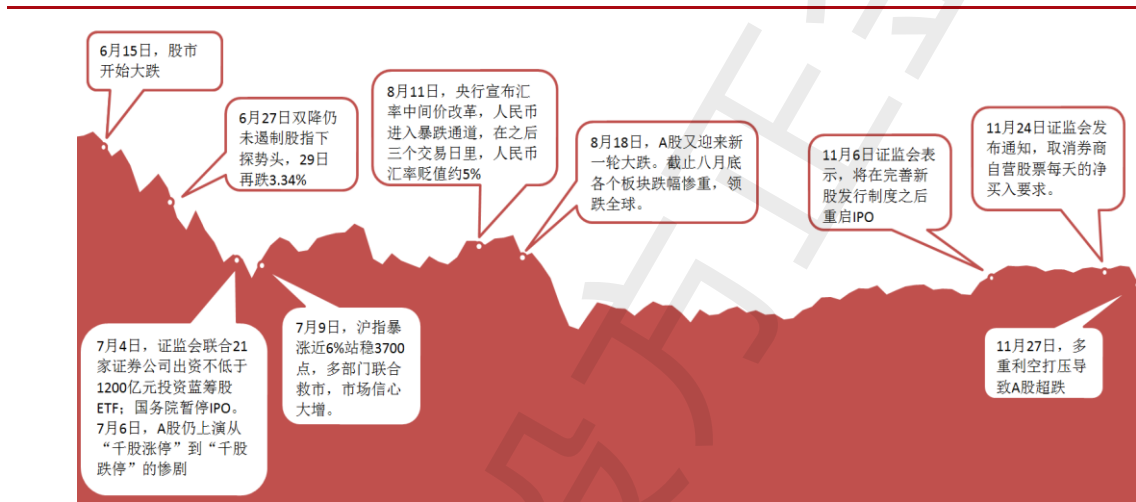 6月15日，股市
开始大跌
6月27日双降仍
未遏制股指下
探势头，29日
再跌3.34%
8月11日，央行宣布汇
率中间价改革，人民币
进入暴跌通道，在之后
三个交易日里，人民币
汇率贬值约5%
8月18日，A股又迎来新
一轮大跌。截止八月底
各个板块跌幅惨重，领
跌全球。
11月6日证监会表
示，将在完善新
股发行制度之后
重启IPO
11月24日证监会发
布通知，取消券商
自营股票每天的净
买入要求。
7月4日，证监会联合21
家证券公司出资不低于
1200亿元投资蓝筹股
ETF；国务院暂停IPO。
7月6日，A股仍上演从
“千股涨停”到“千股
跌停”的惨剧
7月9日，沪指暴
涨近6%站稳3700
点，多部门联合
救市，市场信心
大增。
11月27日，多
重利空打压导
致A股超跌